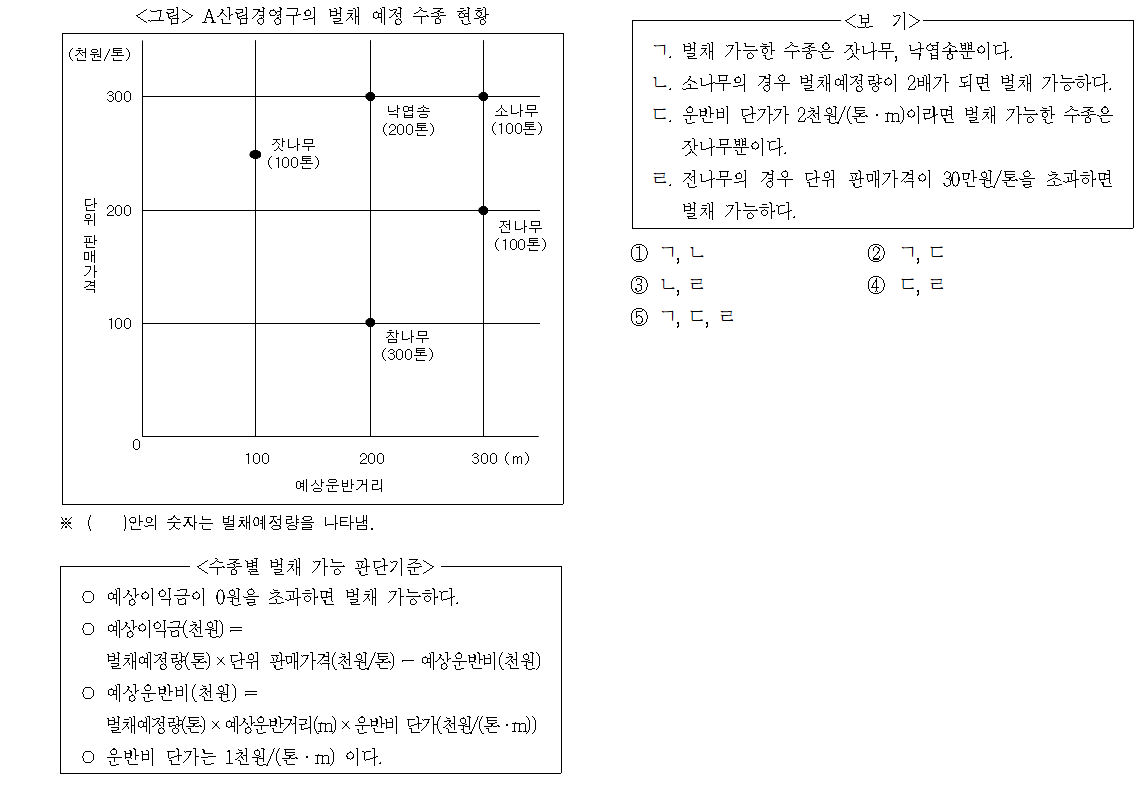 <그림> A산림경영구의 벌채 예정 수종 현황
(천원/톤)
300
200
100
0
단위 판매가격
낙엽송
(200톤)
소나무
(100톤)
잣나무
(100톤)
전나무
(100톤)
참나무
(300톤)
100
200
300 (m)
예상운반거리
※ (    )안의 숫자는 벌채예정량을 나타냄.
<수종별 벌채 가능 판단기준>
○ 예상이익금이 0원을 초과하면 벌채 가능하다.
○ 예상이익금(천원) =
벌채예정량(톤) × 단위 판매가격(천원/톤) - 예상운반비(천원)
○ 예상운반비(천원) =
벌채예정량(톤) × 예상운반거리(m) × 운반비 단가(천원/(톤 · m))
○ 운반비 단가는 1천원/(톤 · m) 이다.
<보 기>
ㄱ. 벌채 가능한 수종은 잣나무, 낙엽송뿐이다.
ㄴ. 소나무의 경우 벌채예정량이 2배가 되면 벌채 가능하다.
ㄷ. 운반비 단가가 2천원/(톤 · m)이라면 벌채 가능한 수종은
잣나무뿐이다.
ㄹ. 전나무의 경우 단위 판매가격이 30만원/톤을 초과하면
벌채 가능하다.
① ㄱ, ㄴ
② ㄱ, ㄷ
③ ㄴ, ㄹ
④ ㄷ, ㄹ
⑤ ㄱ, ㄷ, ㄹ